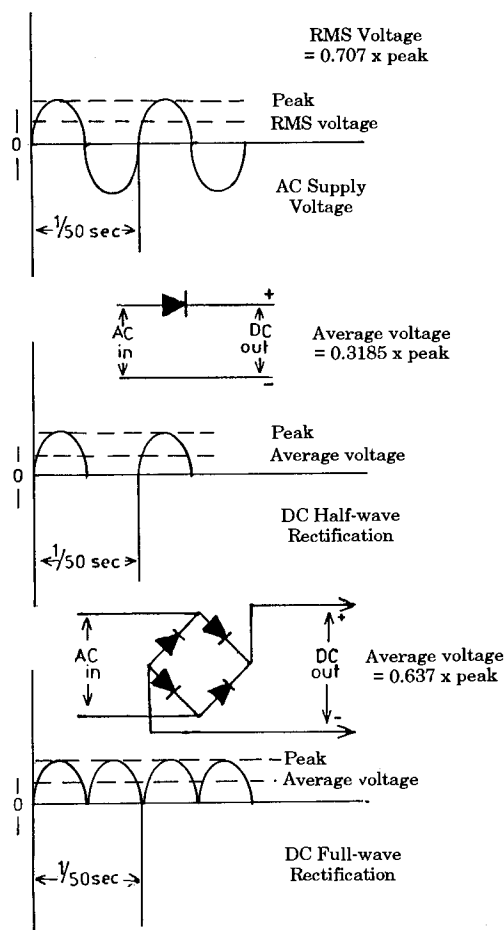 RMS Voltage
= 0.707 x peak
Peak
RMS voltage
0
AC Supply
Voltage
1/50 sec
+
AC in
DC out
-
Average voltage
= 0.3185 x peak
Peak
Average voltage
0
DC Half-wave
Rectification
1/50 sec
+
AC in
DC out
-
Average voltage
= 0.637 x peak
Peak
Average voltage
0
DC Full-wave
Rectification
1/50 sec